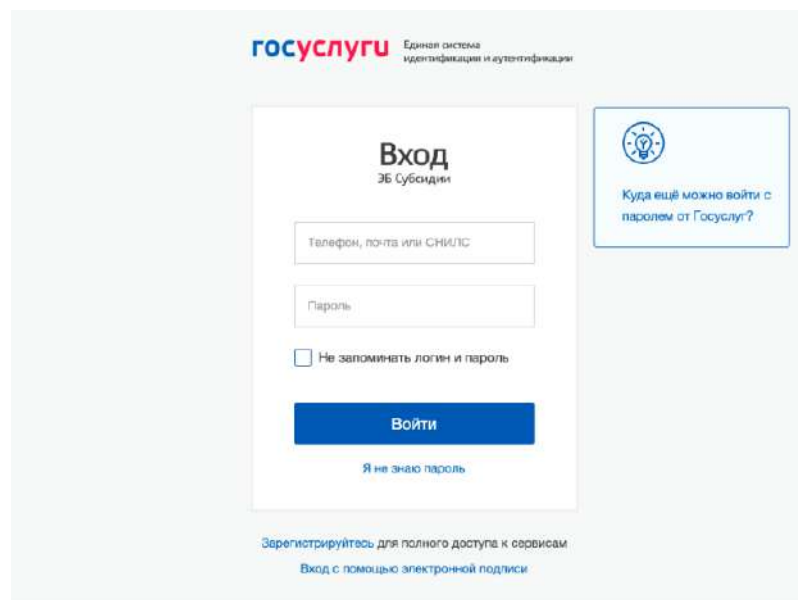 госуслуги
Единая система
идентификации и аутентификации
Вход
ЭБ Субсидии
Куда ещё можно войти с
паролем от Госуслуг?
Телефон, почта или СНИЛС
Пароль
Не запоминать логин и пароль
Войти
Я не знаю пароль
Зарегистрируйтесь для полного доступа к сервисам
Вход с помощью электронной подписи